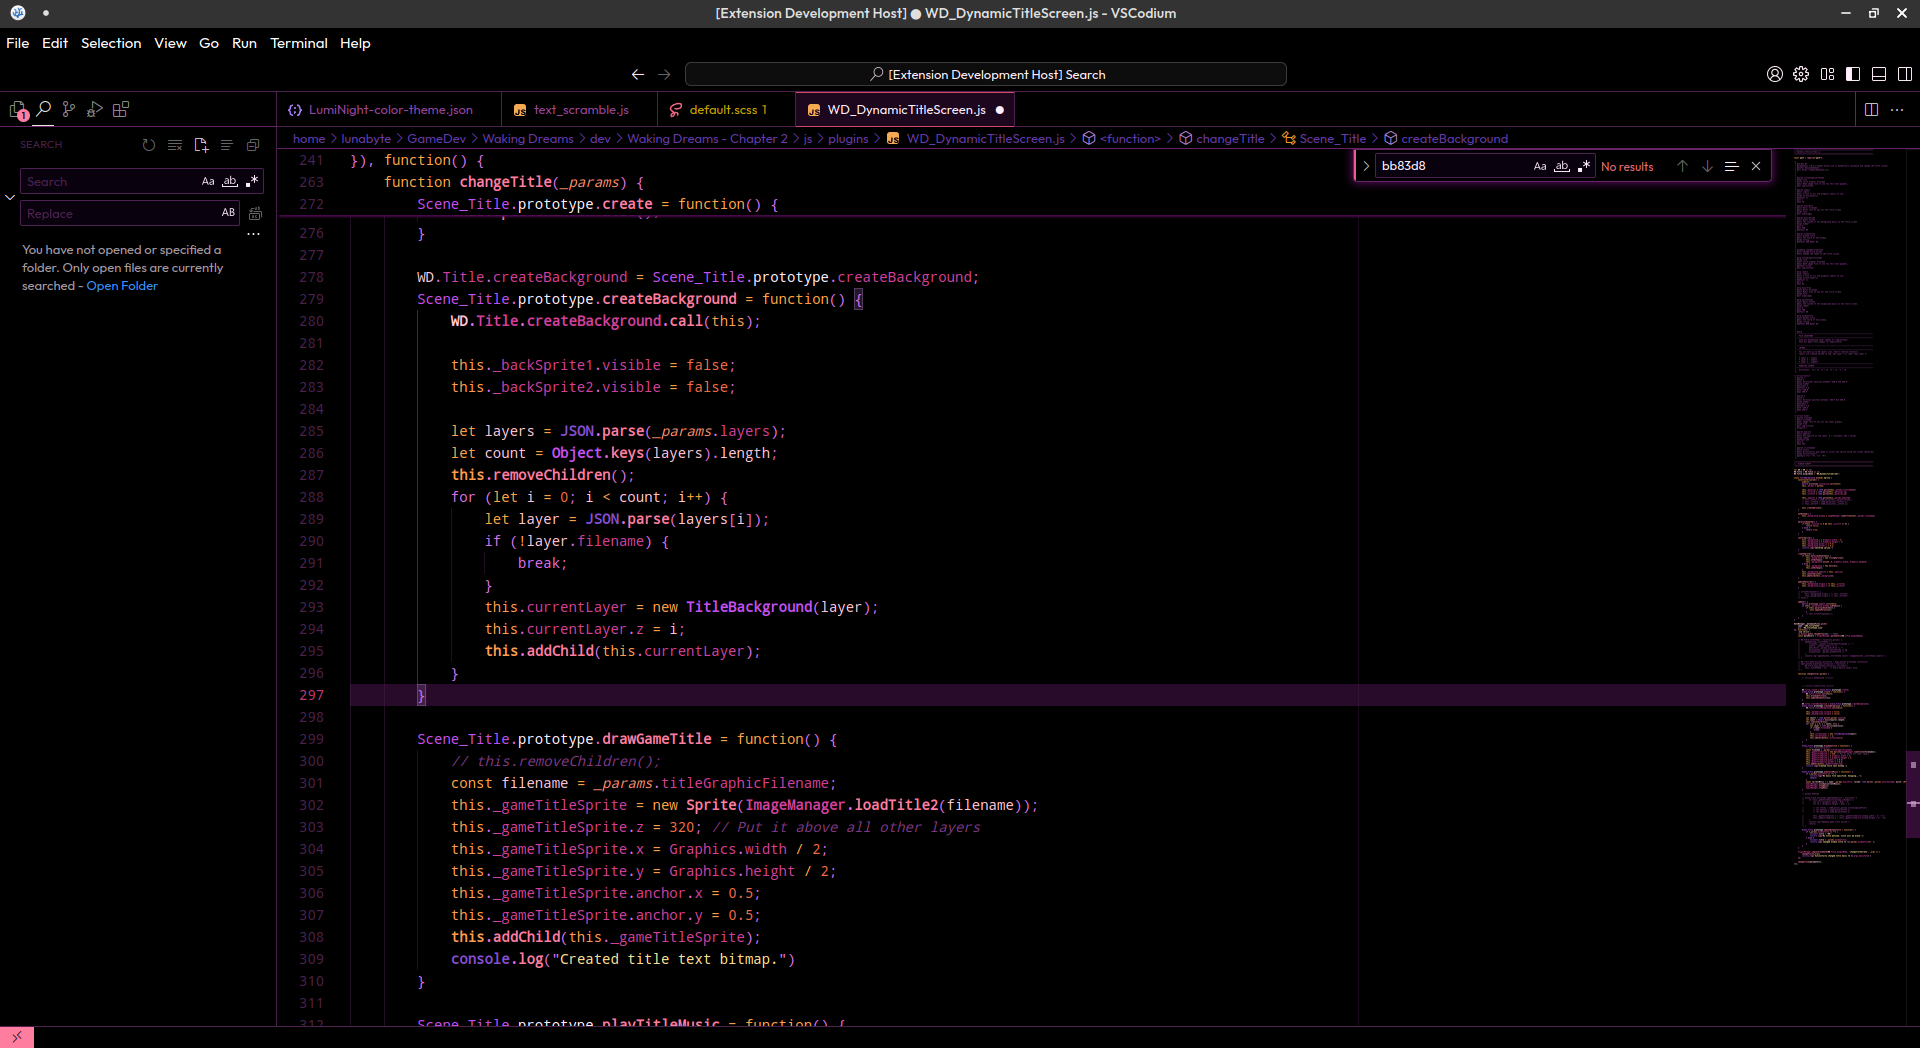 [Extension Development Host] ● WD_DynamicTitleScreen.js - VSCodium
File Edit Selection View Go Run Terminal Help
[Extension Development Host] Search
1
LumiNight-color-theme.json
text_scramble.js
default.scss 1
WD_DynamicTitleScreen.js
SEARCH
home > lunabyte > GameDev > Waking Dreams > dev > Waking Dreams - Chapter 2 > js > plugins > WD_DynamicTitleScreen.js > <function> > changeTitle > Scene_Title > createBackground
Search
Aa ab .*
Replace
AB
You have not opened or specified a
folder. Only open files are currently
searched - Open Folder
bb83d8
Aa ab .*
No results
241 }), function() {
263 function changeTitle(_params) {
272 Scene_Title.prototype.create = function() {
276 }
277
278 WD.Title.createBackground = Scene_Title.prototype.createBackground;
279 Scene_Title.prototype.createBackground = function() {
280 WD.Title.createBackground.call(this);
281
282 this._backSprite1.visible = false;
283 this._backSprite2.visible = false;
284
285 let layers = JSON.parse(_params.layers);
286 let count = Object.keys(layers).length;
287 this.removeChildren();
288 for (let i = 0; i < count; i++) {
289 let layer = JSON.parse(layers[i]);
290 if (!layer.filename) {
291 break;
292 }
293 this.currentLayer = new TitleBackground(layer);
294 this.currentLayer.z = i;
295 this.addChild(this.currentLayer);
296 }
297 }
298
299 Scene_Title.prototype.drawGameTitle = function() {
300 // this.removeChildren();
301 const filename = _params.titleGraphicFilename;
302 this._gameTitleSprite = new Sprite(ImageManager.loadTitle2(filename));
303 this._gameTitleSprite.z = 320; // Put it above all other layers
304 this._gameTitleSprite.x = Graphics.width / 2;
305 this._gameTitleSprite.y = Graphics.height / 2;
306 this._gameTitleSprite.anchor.x = 0.5;
307 this._gameTitleSprite.anchor.y = 0.5;
308 this.addChild(this._gameTitleSprite);
309 console.log("Created title text bitmap.")
310 }
311
312 Scene_Title.prototype.playTitleMusic = function() {